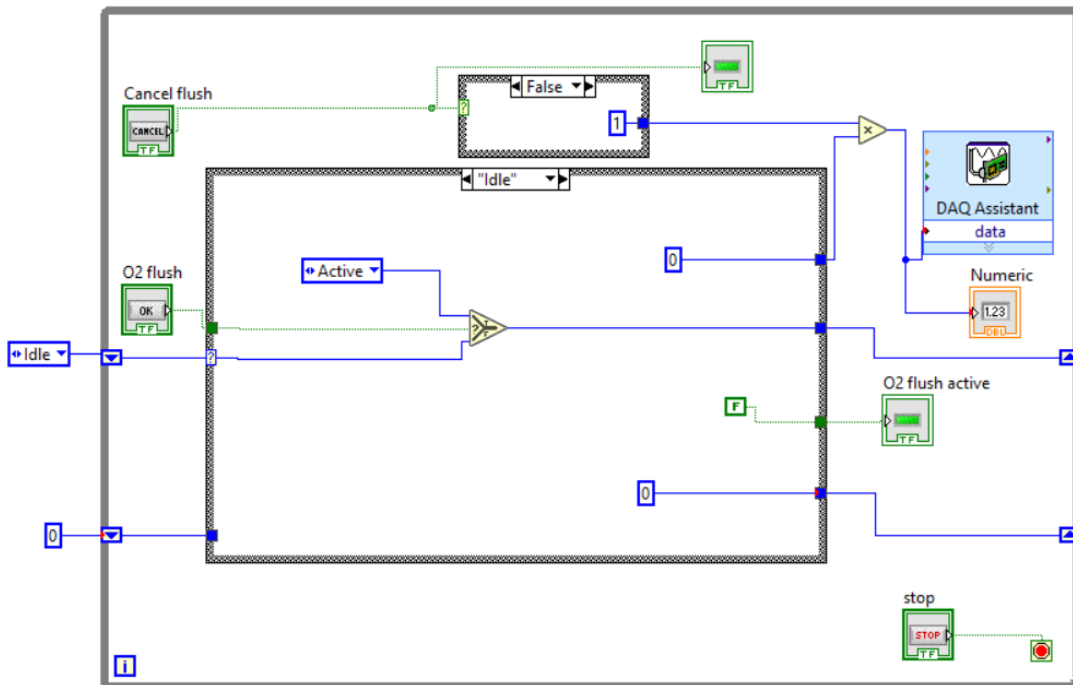 Cancel flush
CANCEL
TF
False
?
1
TF
×
DAQ Assistant
data
"Idle"
Active
0
O2 flush
OK
TF
?
Numeric
1.23
DBL
Idle
?
O2 flush active
F
TF
0
0
stop
STOP
TF
i